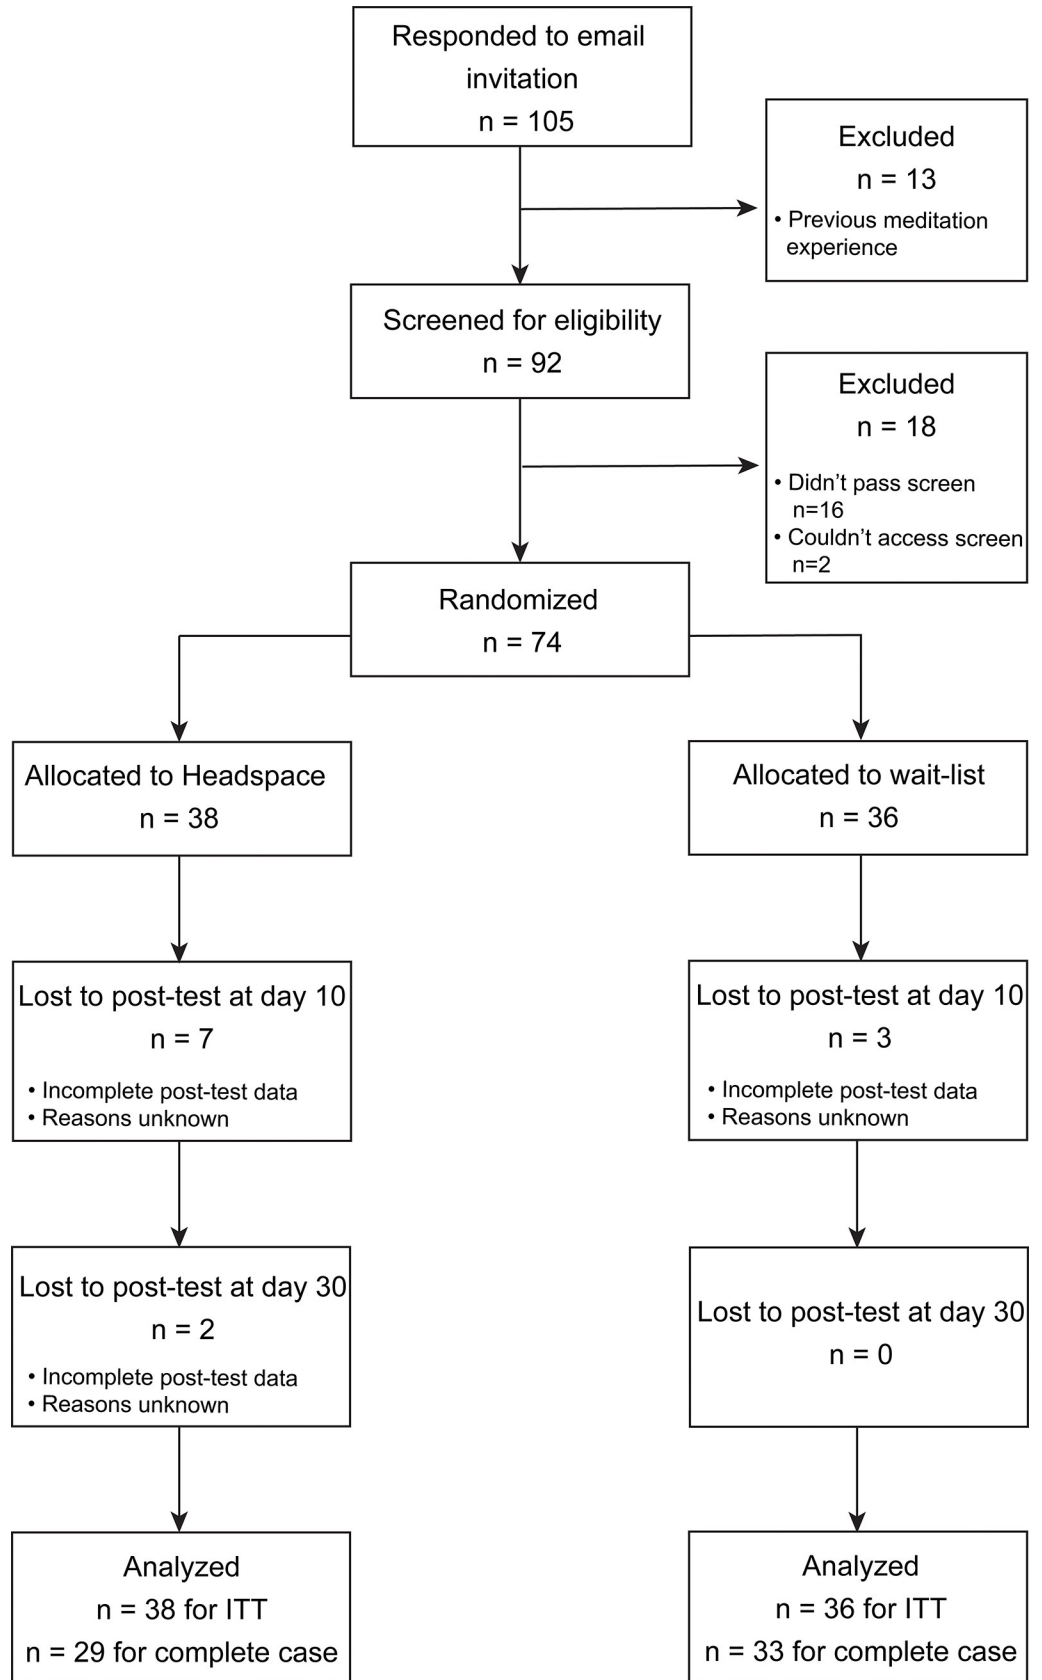 Responded to email
invitation
n = 105
Excluded
n = 13
• Previous meditation
experience
Screened for eligibility
n = 92
Excluded
n = 18
• Didn’t pass screen
n=16
• Couldn’t access screen
n=2
Randomized
n = 74
Allocated to Headspace
n = 38
Allocated to wait-list
n = 36
Lost to post-test at day 10
n = 7
• Incomplete post-test data
• Reasons unknown
Lost to post-test at day 10
n = 3
• Incomplete post-test data
• Reasons unknown
Lost to post-test at day 30
n = 2
• Incomplete post-test data
• Reasons unknown
Lost to post-test at day 30
n = 0
Analyzed
n = 38 for ITT
n = 29 for complete case
Analyzed
n = 36 for ITT
n = 33 for complete case